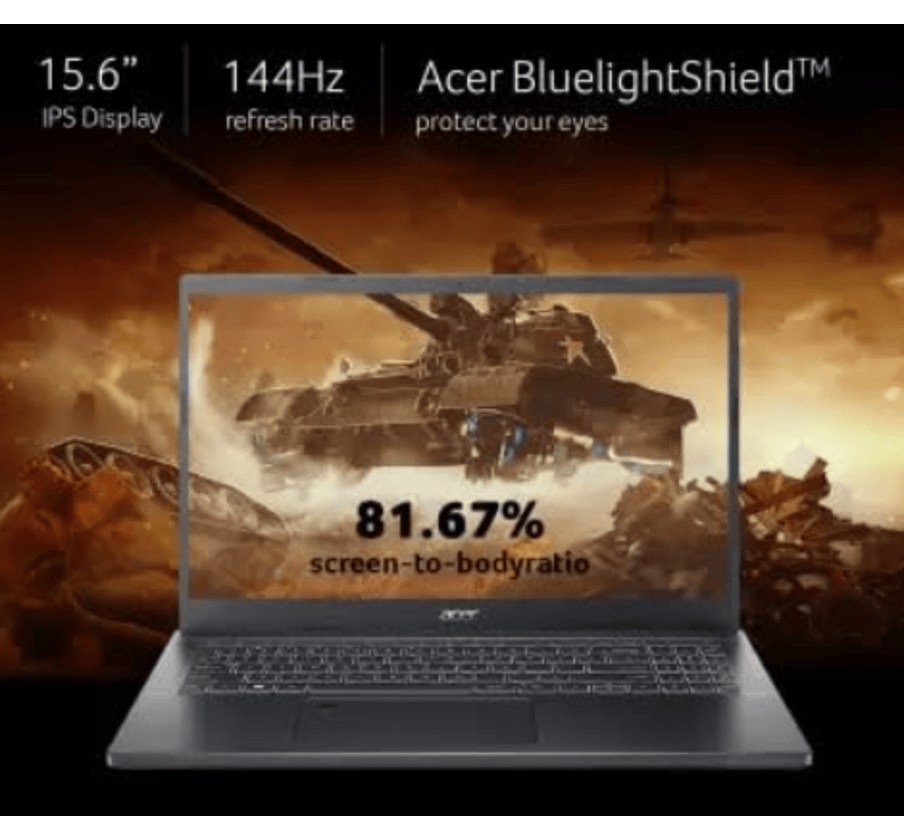 15.6”
IPS Display
144Hz
refresh rate
Acer BluelightShield™
protect your eyes
81.67%
screen-to-bodyratio
acer